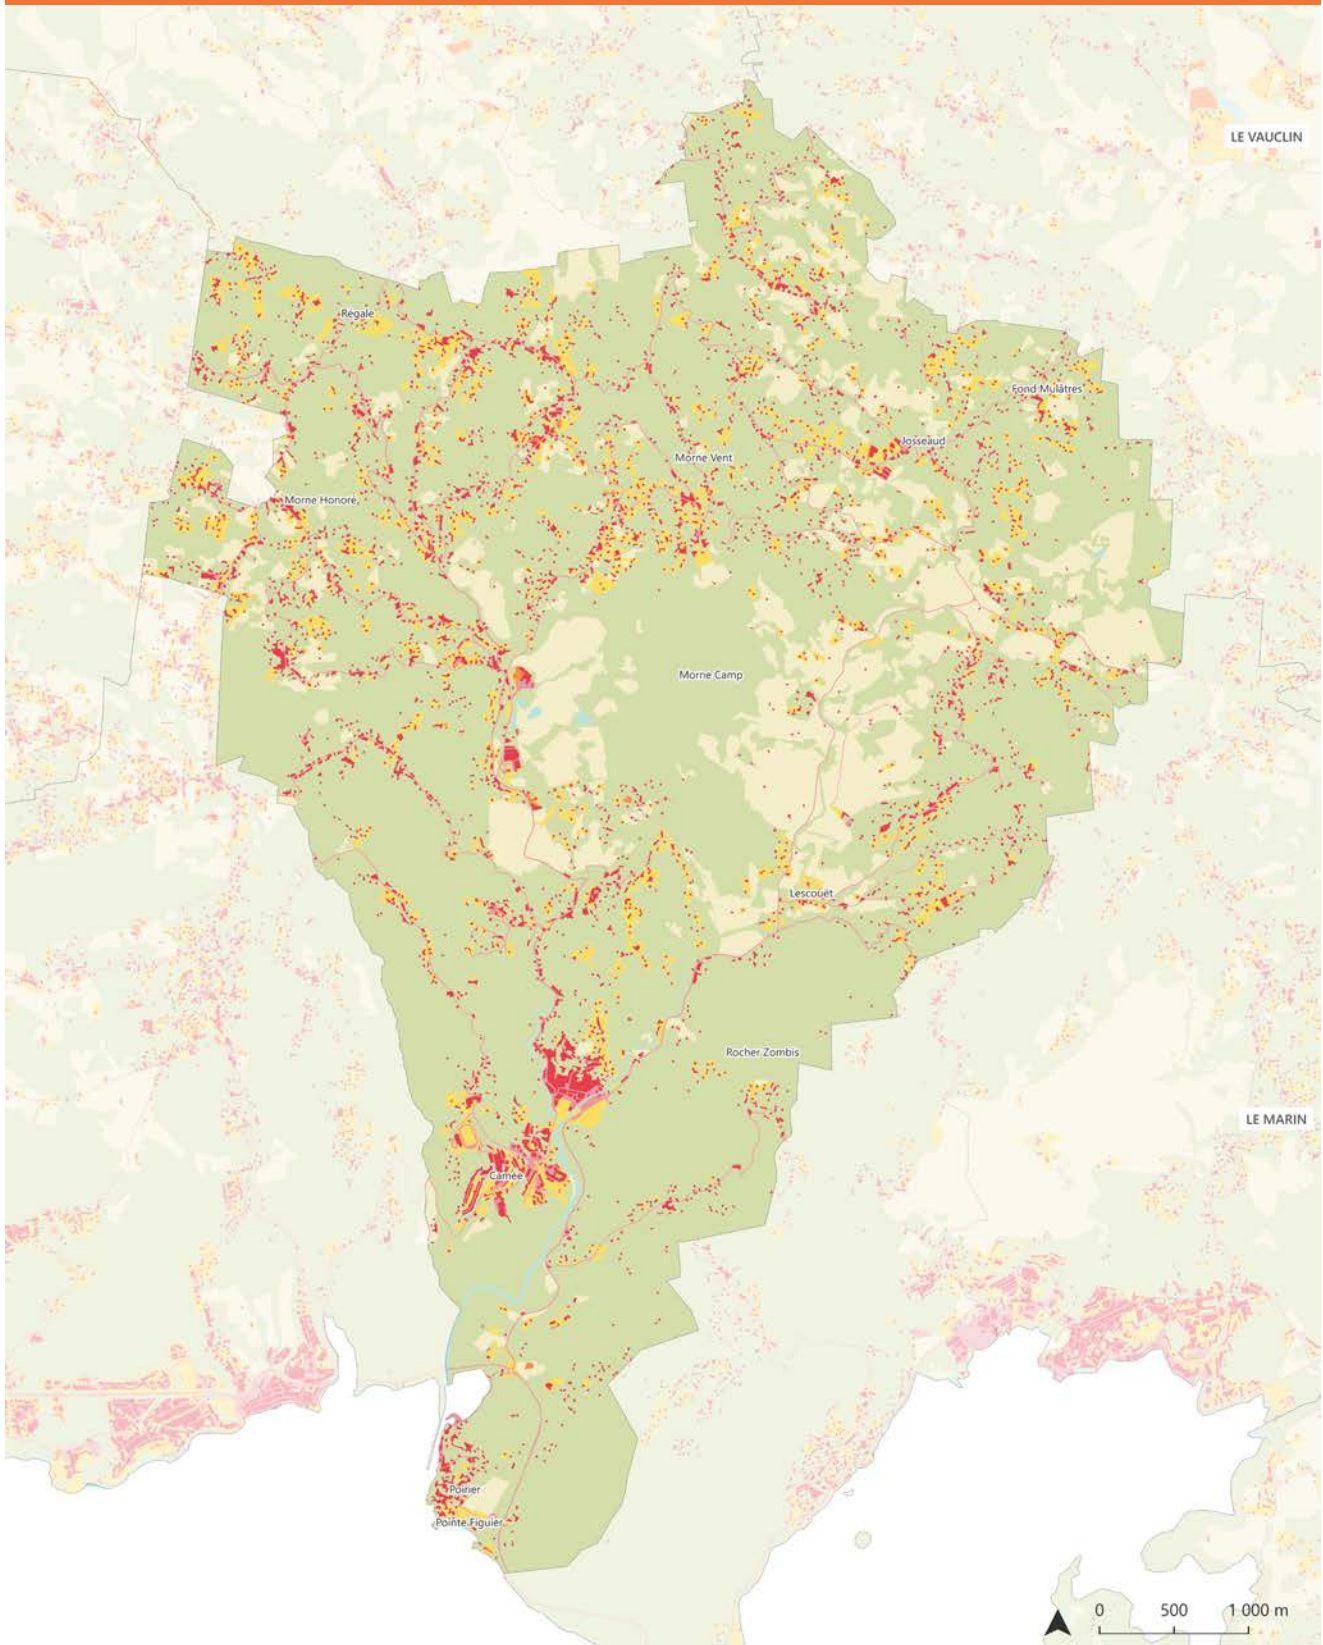 LE VAUCLIN
Régale
Fond Mulâtres
Josseaud
Morne Vent
Morne Honoré
Morne Camp
Lescouët
Rocher Zombis
LE MARIN
Carnée
Poirier
Pointe Figuier
0 500 1 000 m